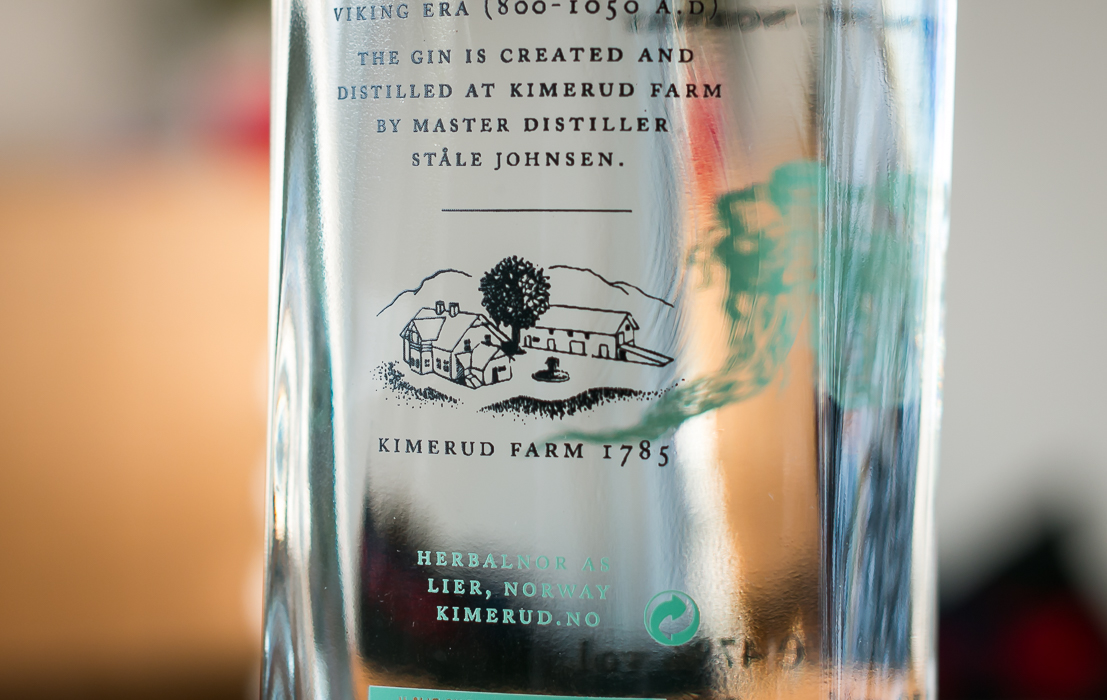 VIKING ERA (800-1050 A.D)
THE GIN IS CREATED AND
DISTILLED AT KIMERUD FARM
BY MASTER DISTILLER
STÅLE JOHNSEN.
KIMERUD FARM 1785
HERBALNOR AS
LIER, NORWAY
KIMERUD.NO